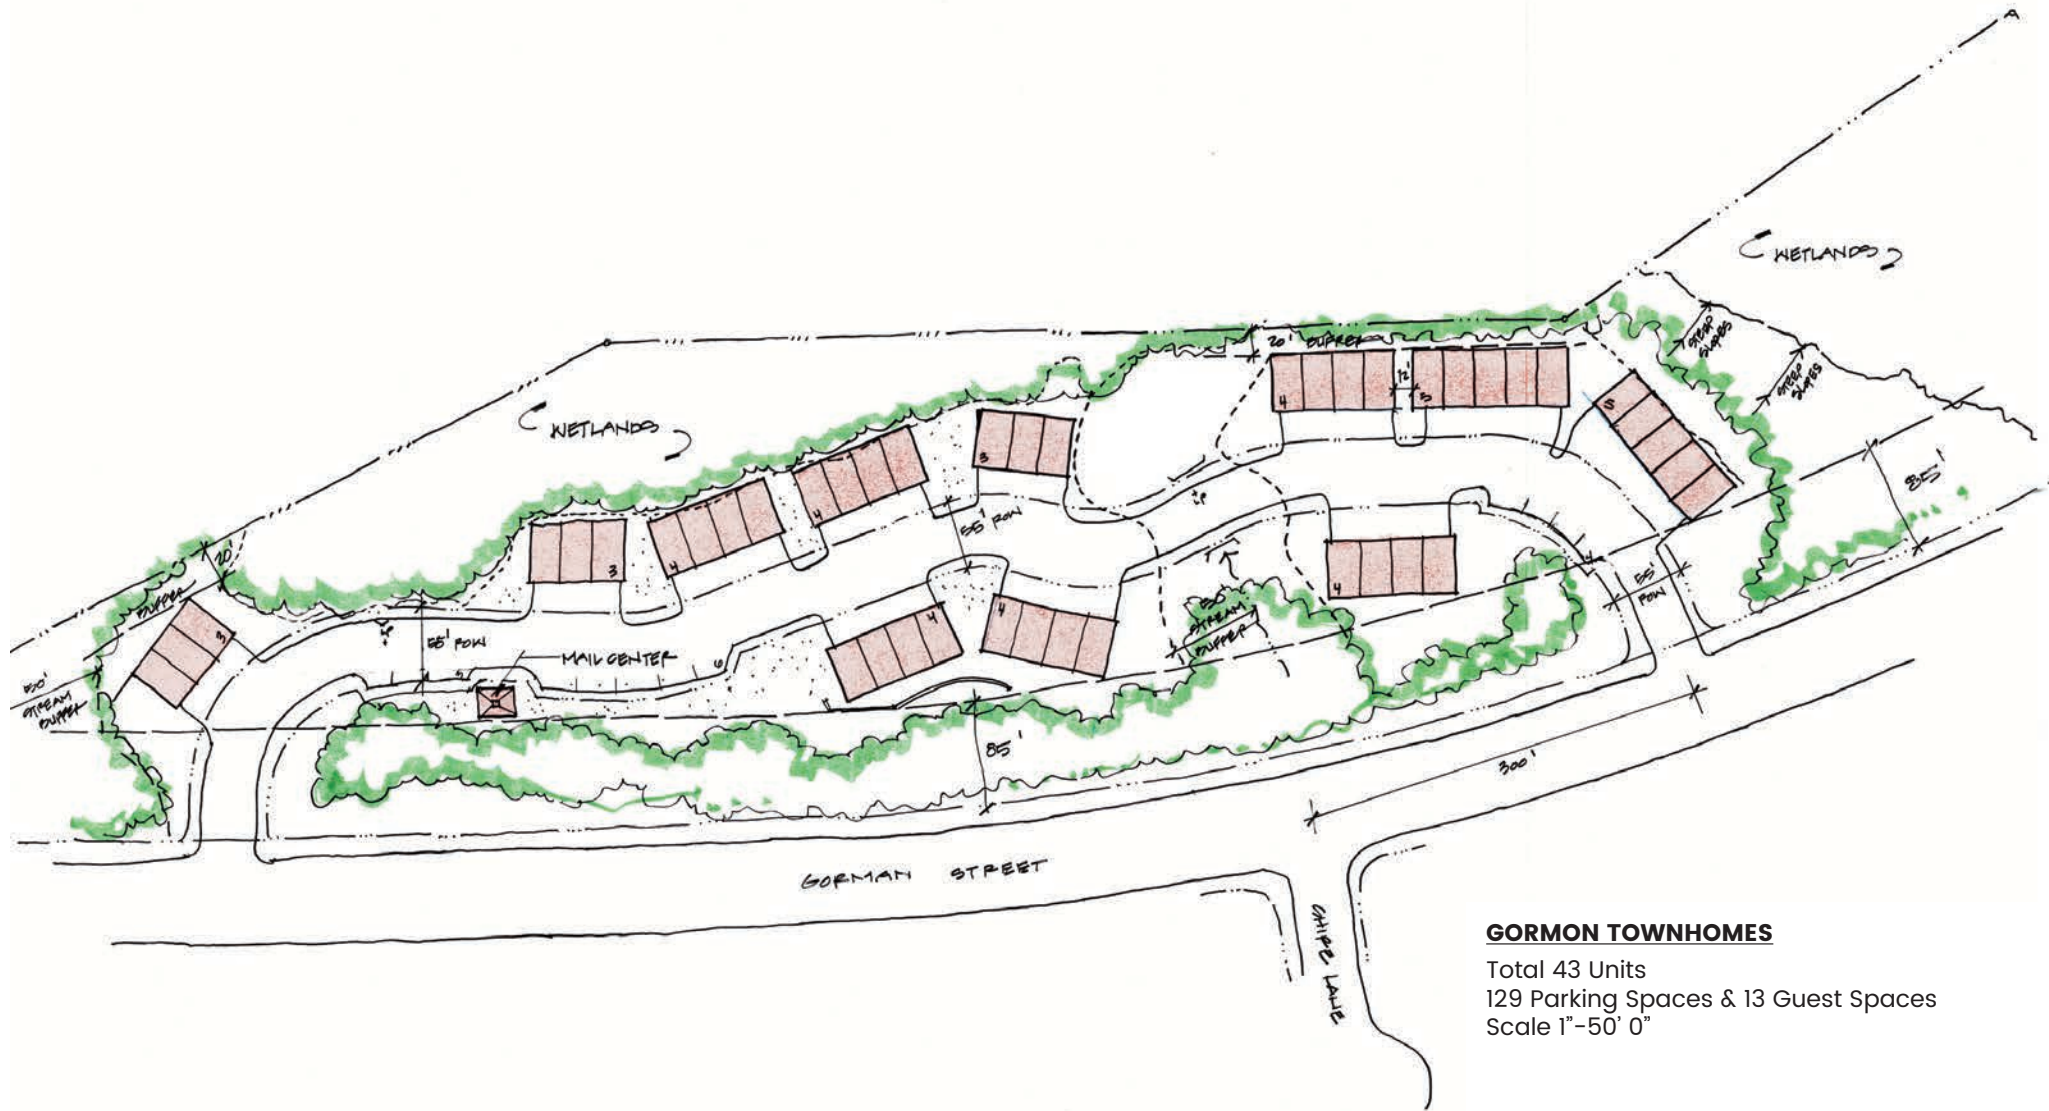 WETLANDS
STEEP
SLOPES
STEEP
SLOPES
20' BUFFER
12'
4
5
5
WETLANDS
85'
3
4
4
3
55' ROW
20'
BUFFER
3
50'
STREAM
BUFFER
55' ROW
MAIL CENTER
5
6
4
4
4
4
50'
STREAM
BUFFER
55'
ROW
85'
300'
GORMAN STREET
CHIPE LANE
GORMON TOWNHOMES
Total 43 Units
129 Parking Spaces & 13 Guest Spaces
Scale 1"-50' 0"